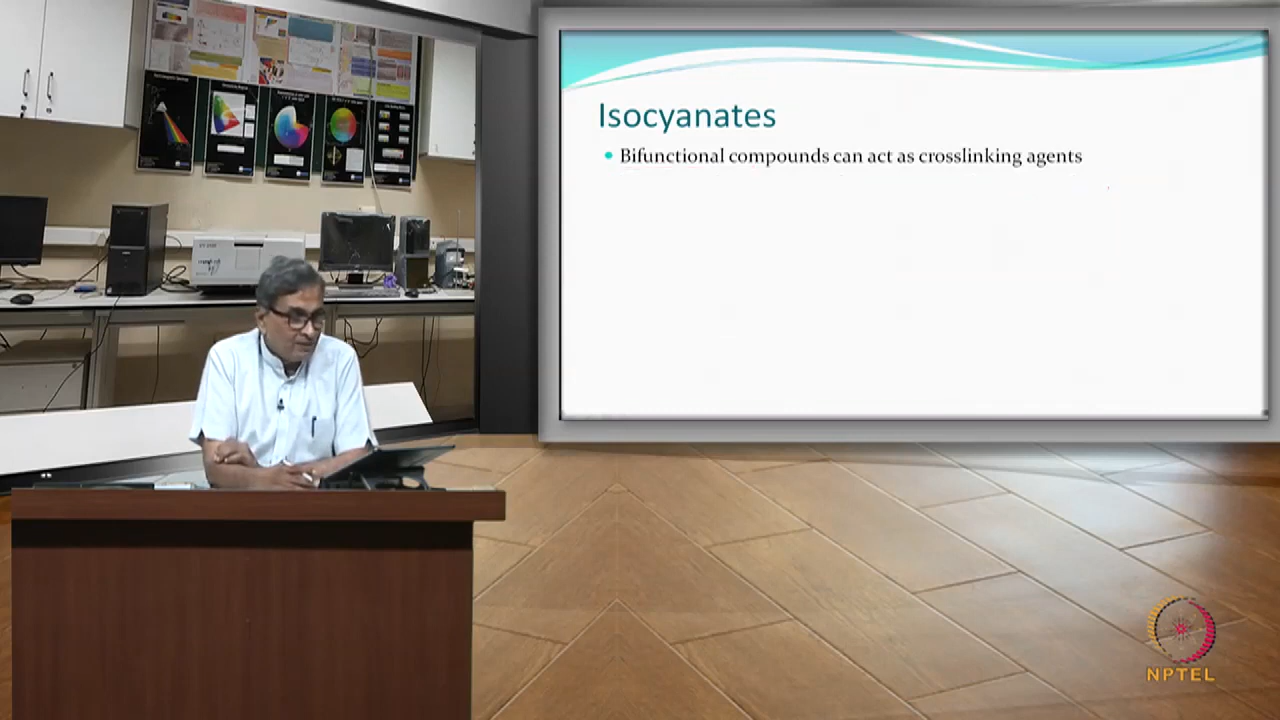 Isocyanates
Bifunctional compounds can act as crosslinking agents
NPTEL